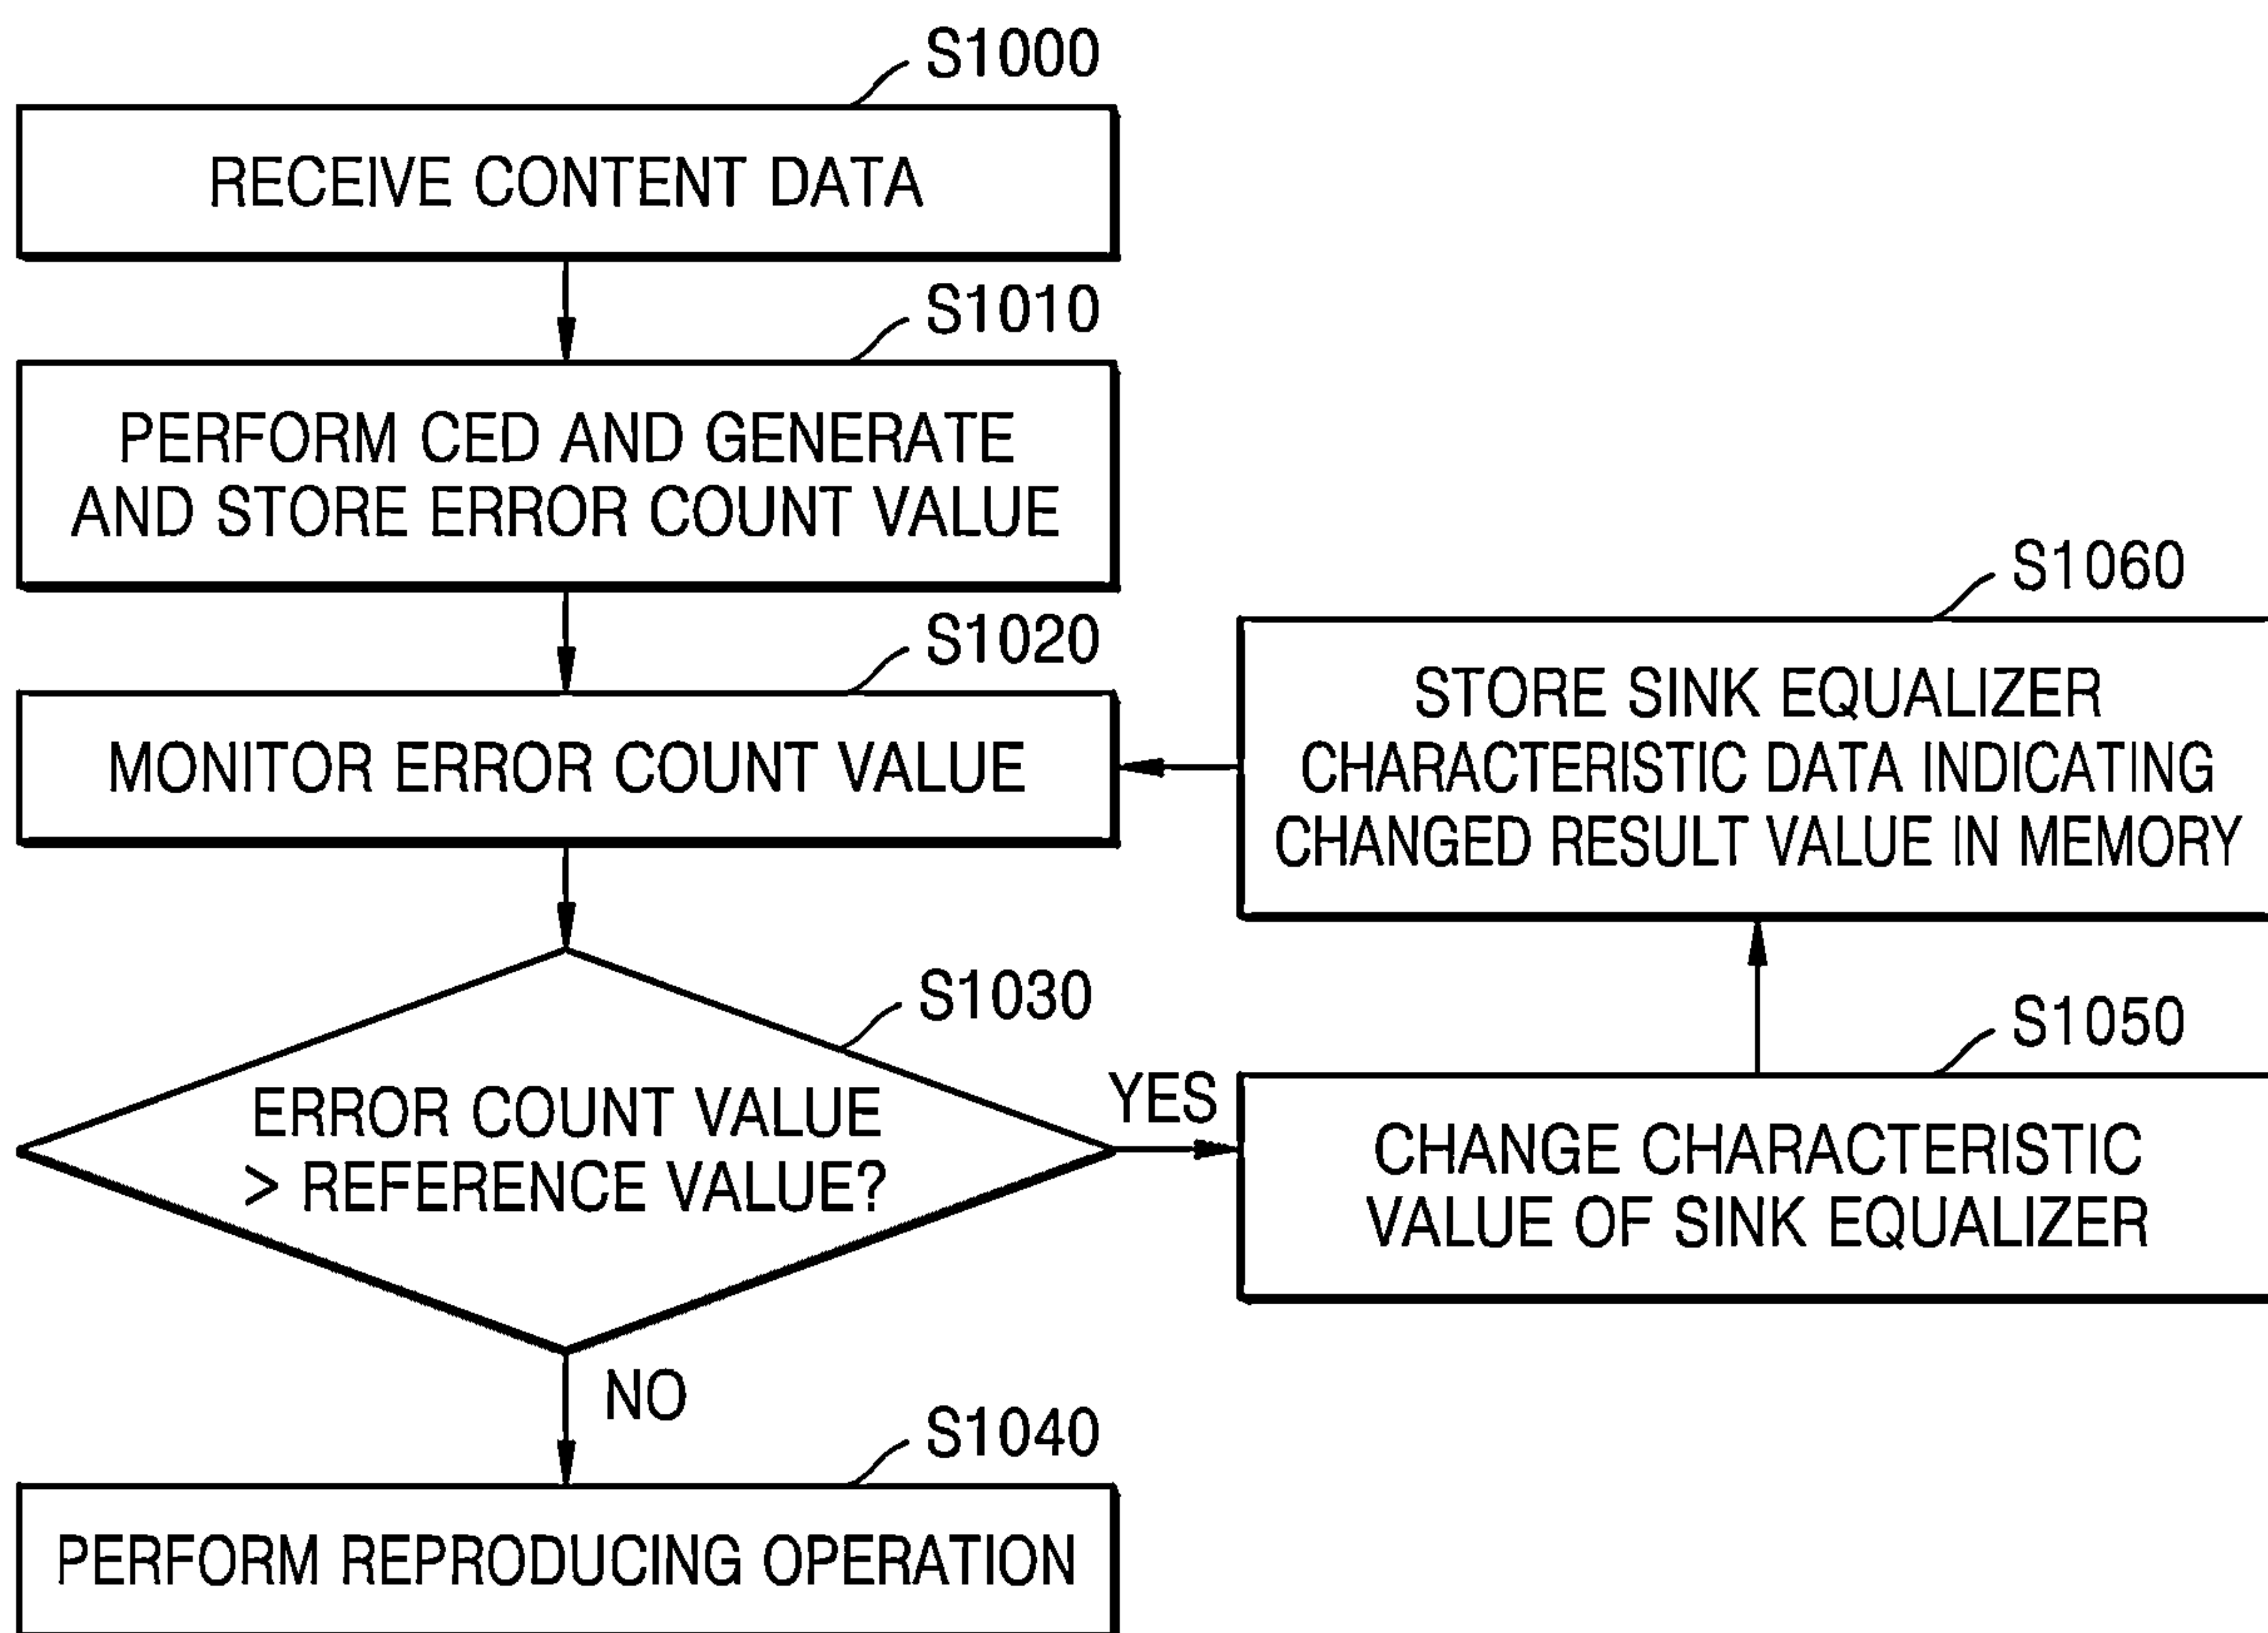 S1000
RECEIVE CONTENT DATA
S1010
PERFORM CED AND GENERATE
AND STORE ERROR COUNT VALUE
S1020
MONITOR ERROR COUNT VALUE
S1030
ERROR COUNT VALUE
> REFERENCE VALUE?
YES
NO
S1040
PERFORM REPRODUCING OPERATION
S1050
CHANGE CHARACTERISTIC
VALUE OF SINK EQUALIZER
S1060
STORE SINK EQUALIZER
CHARACTERISTIC DATA INDICATING
CHANGED RESULT VALUE IN MEMORY